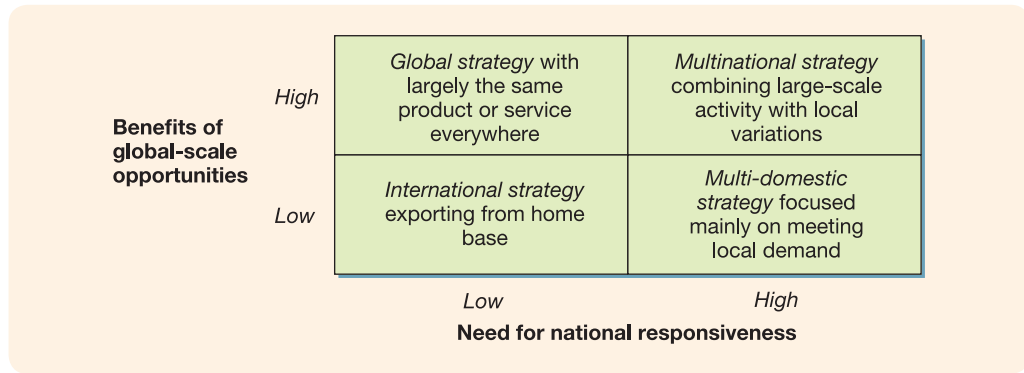 Global strategy with
largely the same
product or service
everywhere
Multinational strategy
combining large-scale
activity with local
variations
High
Benefits of
global-scale
opportunities
International strategy
exporting from home
base
Multi-domestic
strategy focused
mainly on meeting
local demand
Low
Low
High
Need for national responsiveness